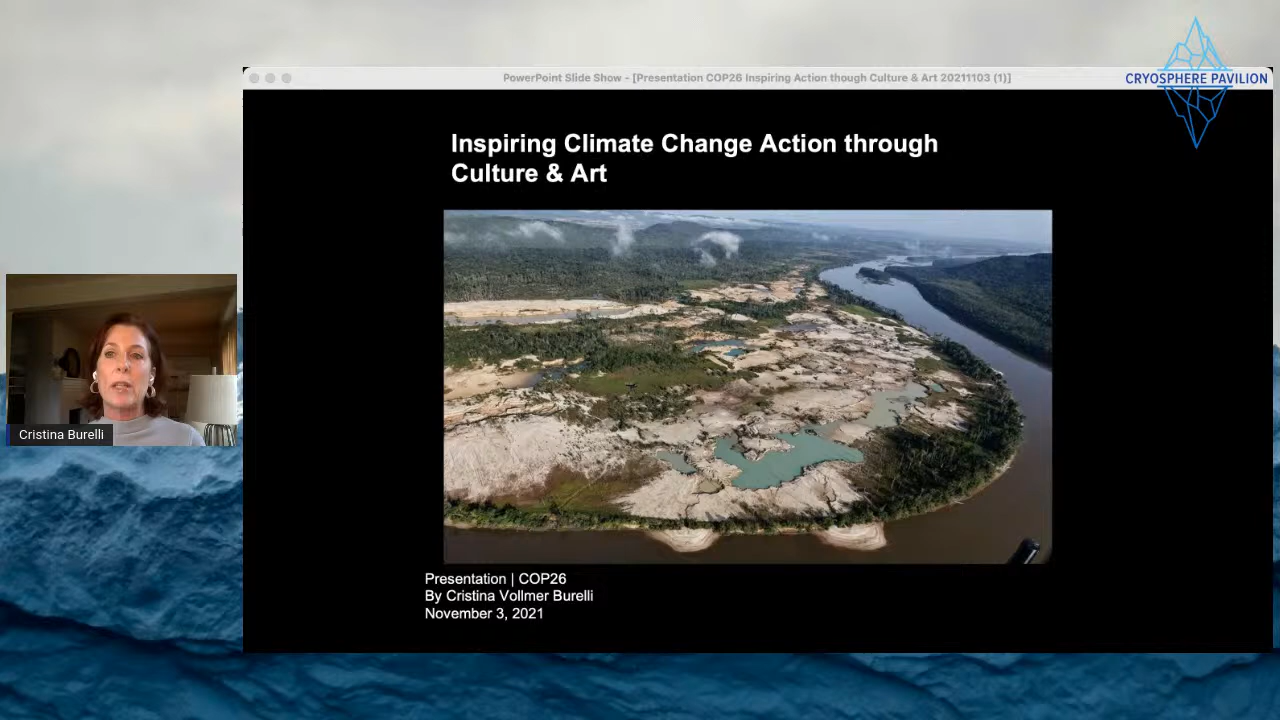 PowerPoint Slide Show - [Presentation COP26 Inspiring Action though Culture & Art 20211103 (1)]
CRYOSPHERE PAVILION
Inspiring Climate Change Action through
Culture & Art
Cristina Burelli
Presentation | COP26
By Cristina Vollmer Burelli
November 3, 2021